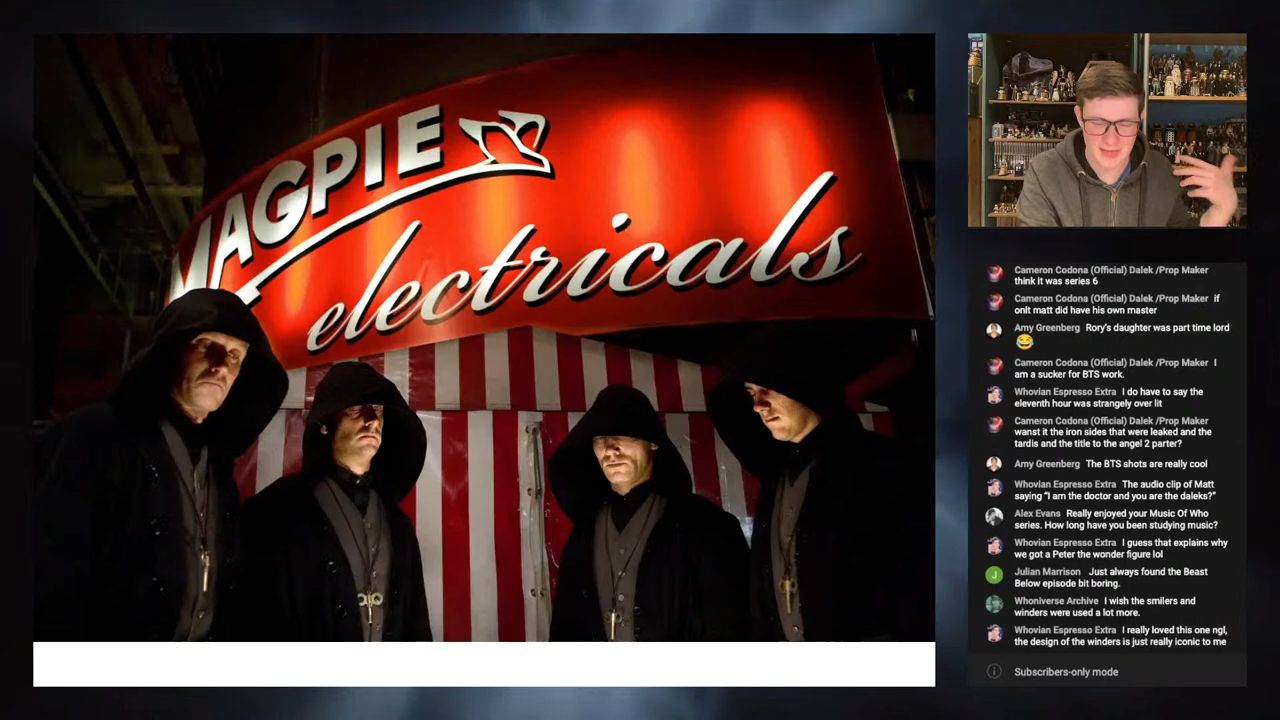 MAGPIE
electricals
Cameron Codona (Official) Dalek /Prop Maker
think it was series 6
Cameron Codona (Official) Dalek /Prop Maker if
onlt matt did have his own master
Amy Greenberg Rory's daughter was part time lord
😂
Cameron Codona (Official) Dalek /Prop Maker I
am a sucker for BTS work.
Whovian Espresso Extra I do have to say the
eleventh hour was strangely over lit
Cameron Codona (Official) Dalek /Prop Maker
wanst it the iron sides that were leaked and the
tardis and the title to the angel 2 parter?
Amy Greenberg The BTS shots are really cool
Whovian Espresso Extra The audio clip of Matt
saying “I am the doctor and you are the daleks?”
Alex Evans Really enjoyed your Music Of Who
series. How long have you been studying music?
Whovian Espresso Extra I guess that explains why
we got a Peter the wonder figure lol
J
Julian Marrison Just always found the Beast
Below episode bit boring.
Whoniverse Archive I wish the smilers and
winders were used a lot more.
Whovian Espresso Extra I really loved this one ngl,
the design of the winders is just really iconic to me
Subscribers-only mode